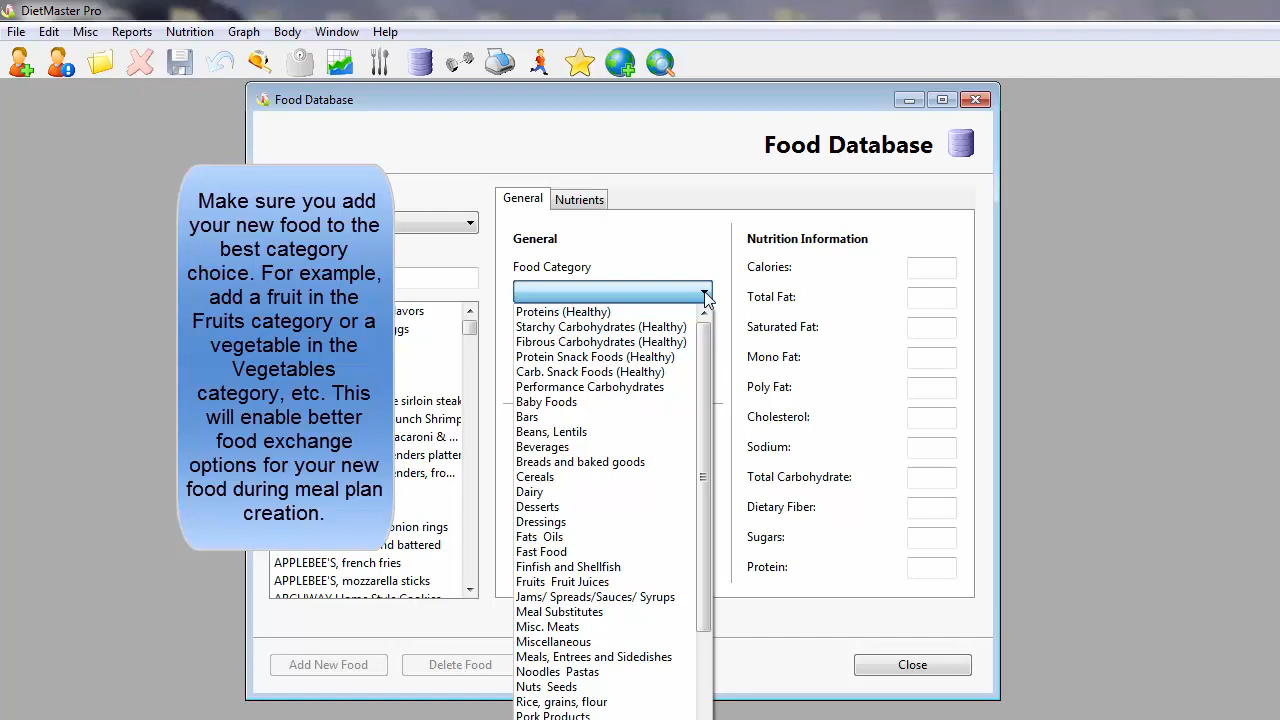 DietMaster Pro
File Edit Misc Reports Nutrition Graph Body Window Help
Food Database
Food Database
Make sure you add
your new food to the
best category
choice. For example,
add a fruit in the
Fruits category or a
vegetable in the
Vegetables
category, etc. This
will enable better
food exchange
options for your new
food during meal plan
creation.
sirloin steak
macaroni & ...
platter
fro...
onion rings
battered
APPLEBEE'S, french fries
APPLEBEE'S, mozzarella sticks
ARCHWAY Home Style Cookies
Add New Food
Delete Food
General Nutrients
General
Food Category
Proteins (Healthy)
Starchy Carbohydrates (Healthy)
Fibrous Carbohydrates (Healthy)
Protein Snack Foods (Healthy)
Carb. Snack Foods (Healthy)
Performance Carbohydrates
Baby Foods
Bars
Beans, Lentils
Beverages
Breads and baked goods
Cereals
Dairy
Desserts
Dressings
Fats Oils
Fast Food
Finfish and Shellfish
Fruits Fruit Juices
Jams/ Spreads/Sauces/ Syrups
Meal Substitutes
Misc. Meats
Miscellaneous
Meals, Entrees and Sidedishes
Noodles Pastas
Nuts Seeds
Rice, grains, flour
Pork Products
Nutrition Information
Calories:
Total Fat:
Saturated Fat:
Mono Fat:
Poly Fat:
Cholesterol:
Sodium:
Total Carbohydrate:
Dietary Fiber:
Sugars:
Protein:
Close